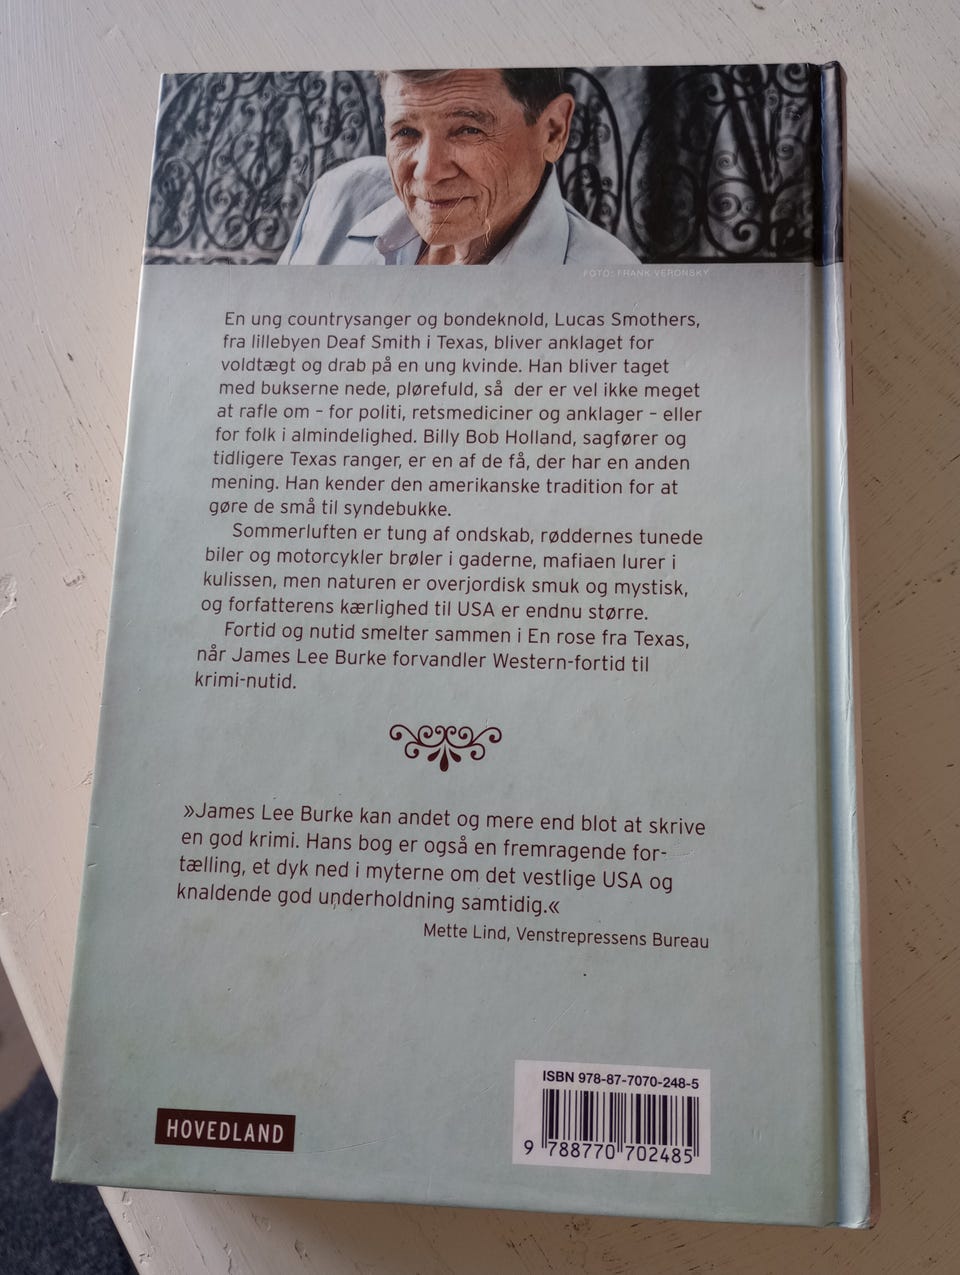 FOTO: FRANK VERONSKY
En ung countrysanger og bondeknold, Lucas Smothers,
fra lillebyen Deaf Smith i Texas, bliver anklaget for
voldtægt og drab på en ung kvinde. Han bliver taget
med bukserne nede, plørefuld, så der er vel ikke meget
at rafle om – for politi, retsmediciner og anklager – eller
for folk i almindelighed. Billy Bob Holland, sagfører og
tidligere Texas ranger, er en af de få, der har en anden
mening. Han kender den amerikanske tradition for at
gøre de små til syndebukke.
Sommerluften er tung af ondskab, røddernes tunede
biler og motorcykler brøler i gaderne, mafiaen lurer i
kulissen, men naturen er overjordisk smuk og mystisk,
og forfatterens kærlighed til USA er endnu større.
Fortid og nutid smelter sammen i En rose fra Texas,
når James Lee Burke forvandler Western-fortid til
krimi-nutid.
»James Lee Burke kan andet og mere end blot at skrive
en god krimi. Hans bog er også en fremragende for-
tælling, et dyk ned i myterne om det vestlige USA og
knaldende god underholdning samtidig.«
Mette Lind, Venstrepressens Bureau
ISBN 978-87-7070-248-5
HOVEDLAND
9 788770 702485